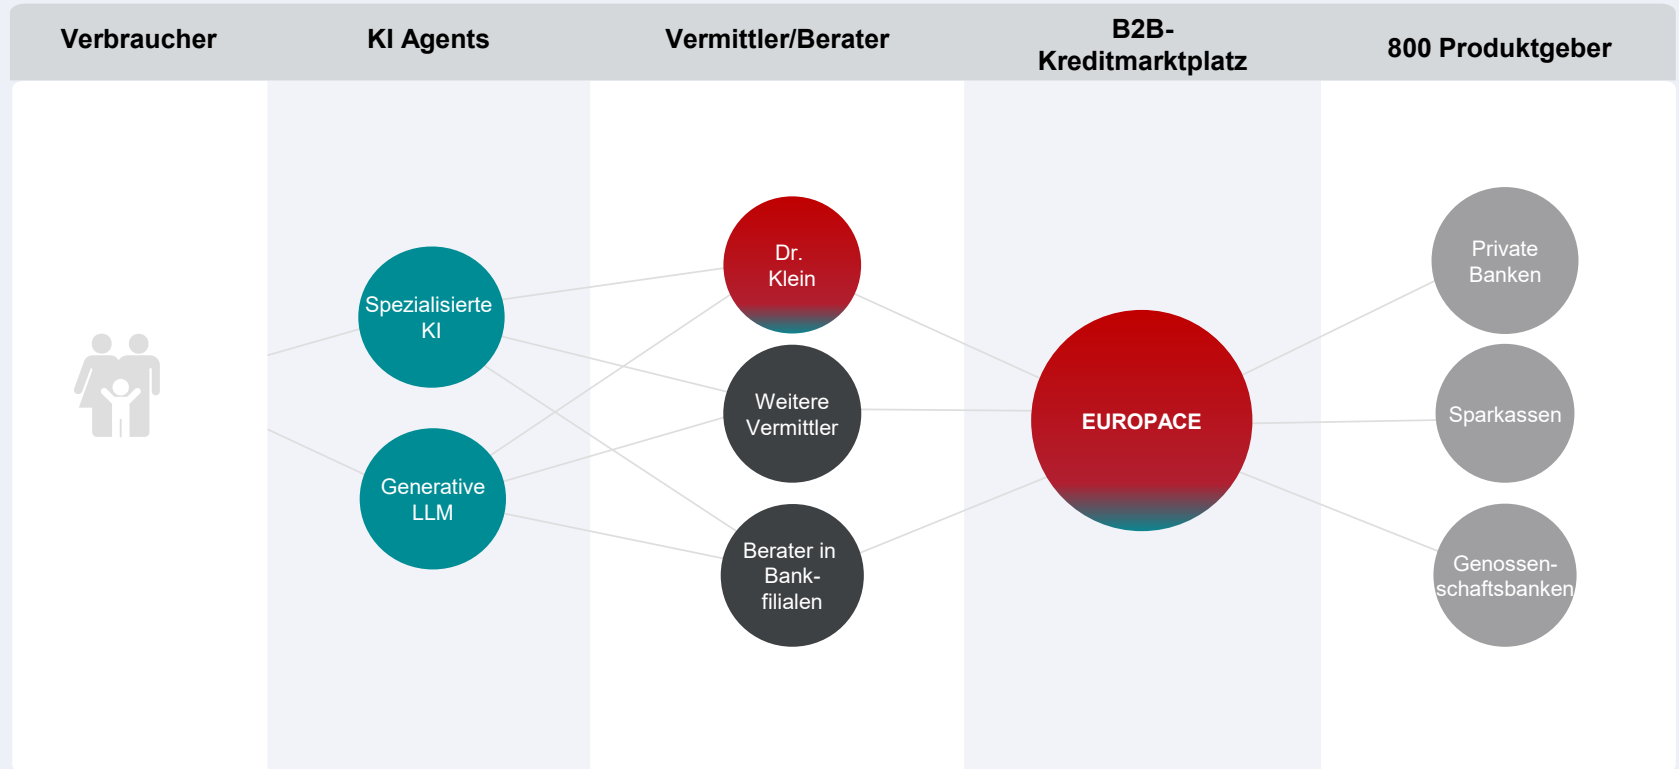 Verbraucher
KI Agents
Vermittler/Berater
B2B-
Kreditmarktplatz
800 Produktgeber
Spezialisierte
KI
Generative
LLM
Dr.
Klein
Weitere
Vermittler
Berater in
Bank-
filialen
EUROPACE
Private
Banken
Sparkassen
Genossen-
schaftsbanken